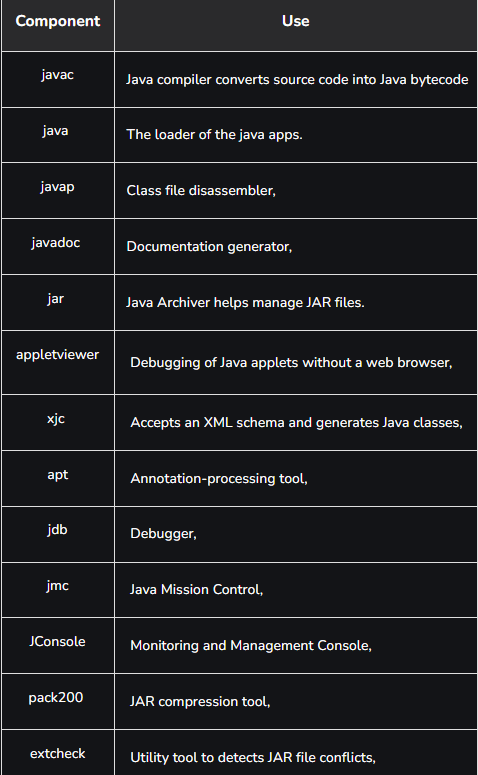 Component Use
javac Java compiler converts source code into Java bytecode
java The loader of the java apps.
javap Class file disassembler,
javadoc Documentation generator,
jar Java Archiver helps manage JAR files.
appletviewer Debugging of Java applets without a web browser,
xjc Accepts an XML schema and generates Java classes,
apt Annotation-processing tool,
jdb Debugger,
jmc Java Mission Control,
JConsole Monitoring and Management Console,
pack200 JAR compression tool,
extcheck Utility tool to detects JAR file conflicts,